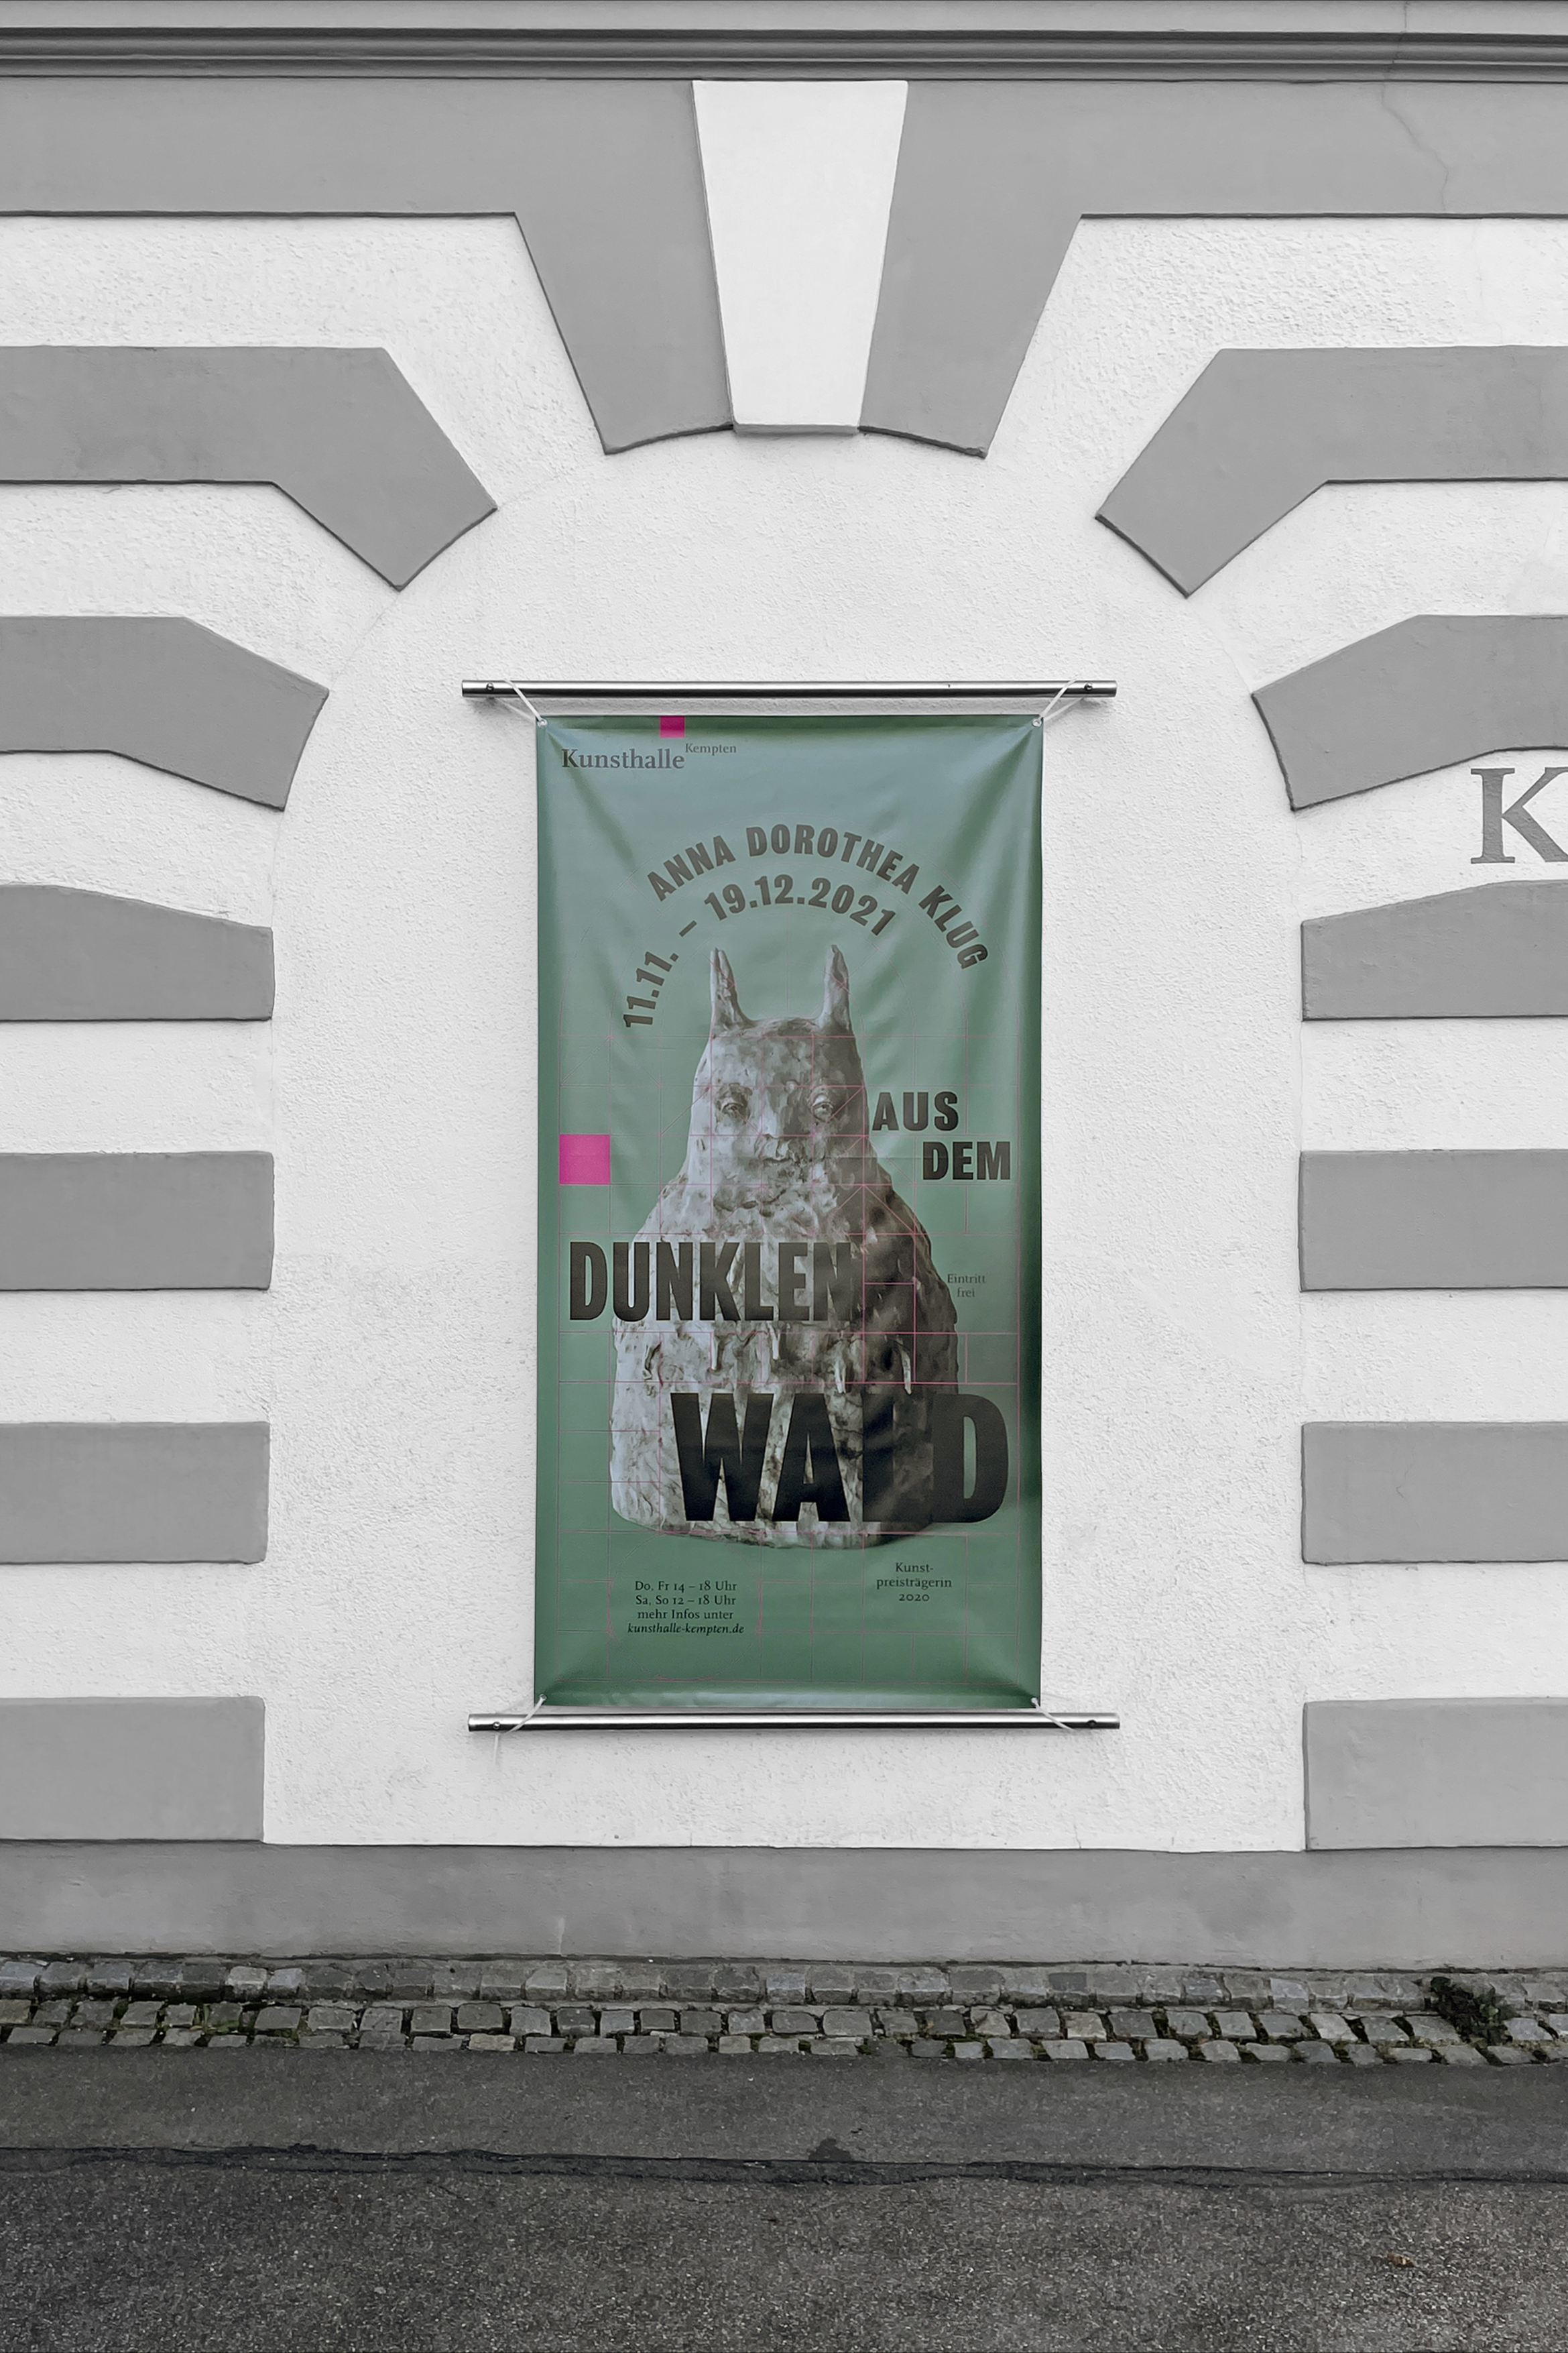 Kunsthalle Kempten
ANNA DOROTHEA KLUG
11.11. – 19.12.2021
AUS
DEM
DUNKLEN
Eintritt
frei
WALD
Kunst-
preisträgerin
2020
Do, Fr 14 – 18 Uhr
Sa, So 12 – 18 Uhr
mehr Infos unter
kunsthalle-kempten.de
K